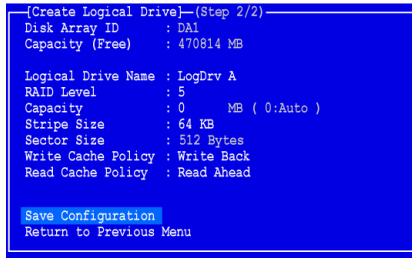 [Create Logical Drive]—(Step 2/2)
Disk Array ID : DA1
Capacity (Free) : 470814 MB
Logical Drive Name : LogDrv A
RAID Level : 5
Capacity : 0 MB ( 0:Auto )
Stripe Size : 64 KB
Sector Size : 512 Bytes
Write Cache Policy : Write Back
Read Cache Policy : Read Ahead
Save Configuration
Return to Previous Menu